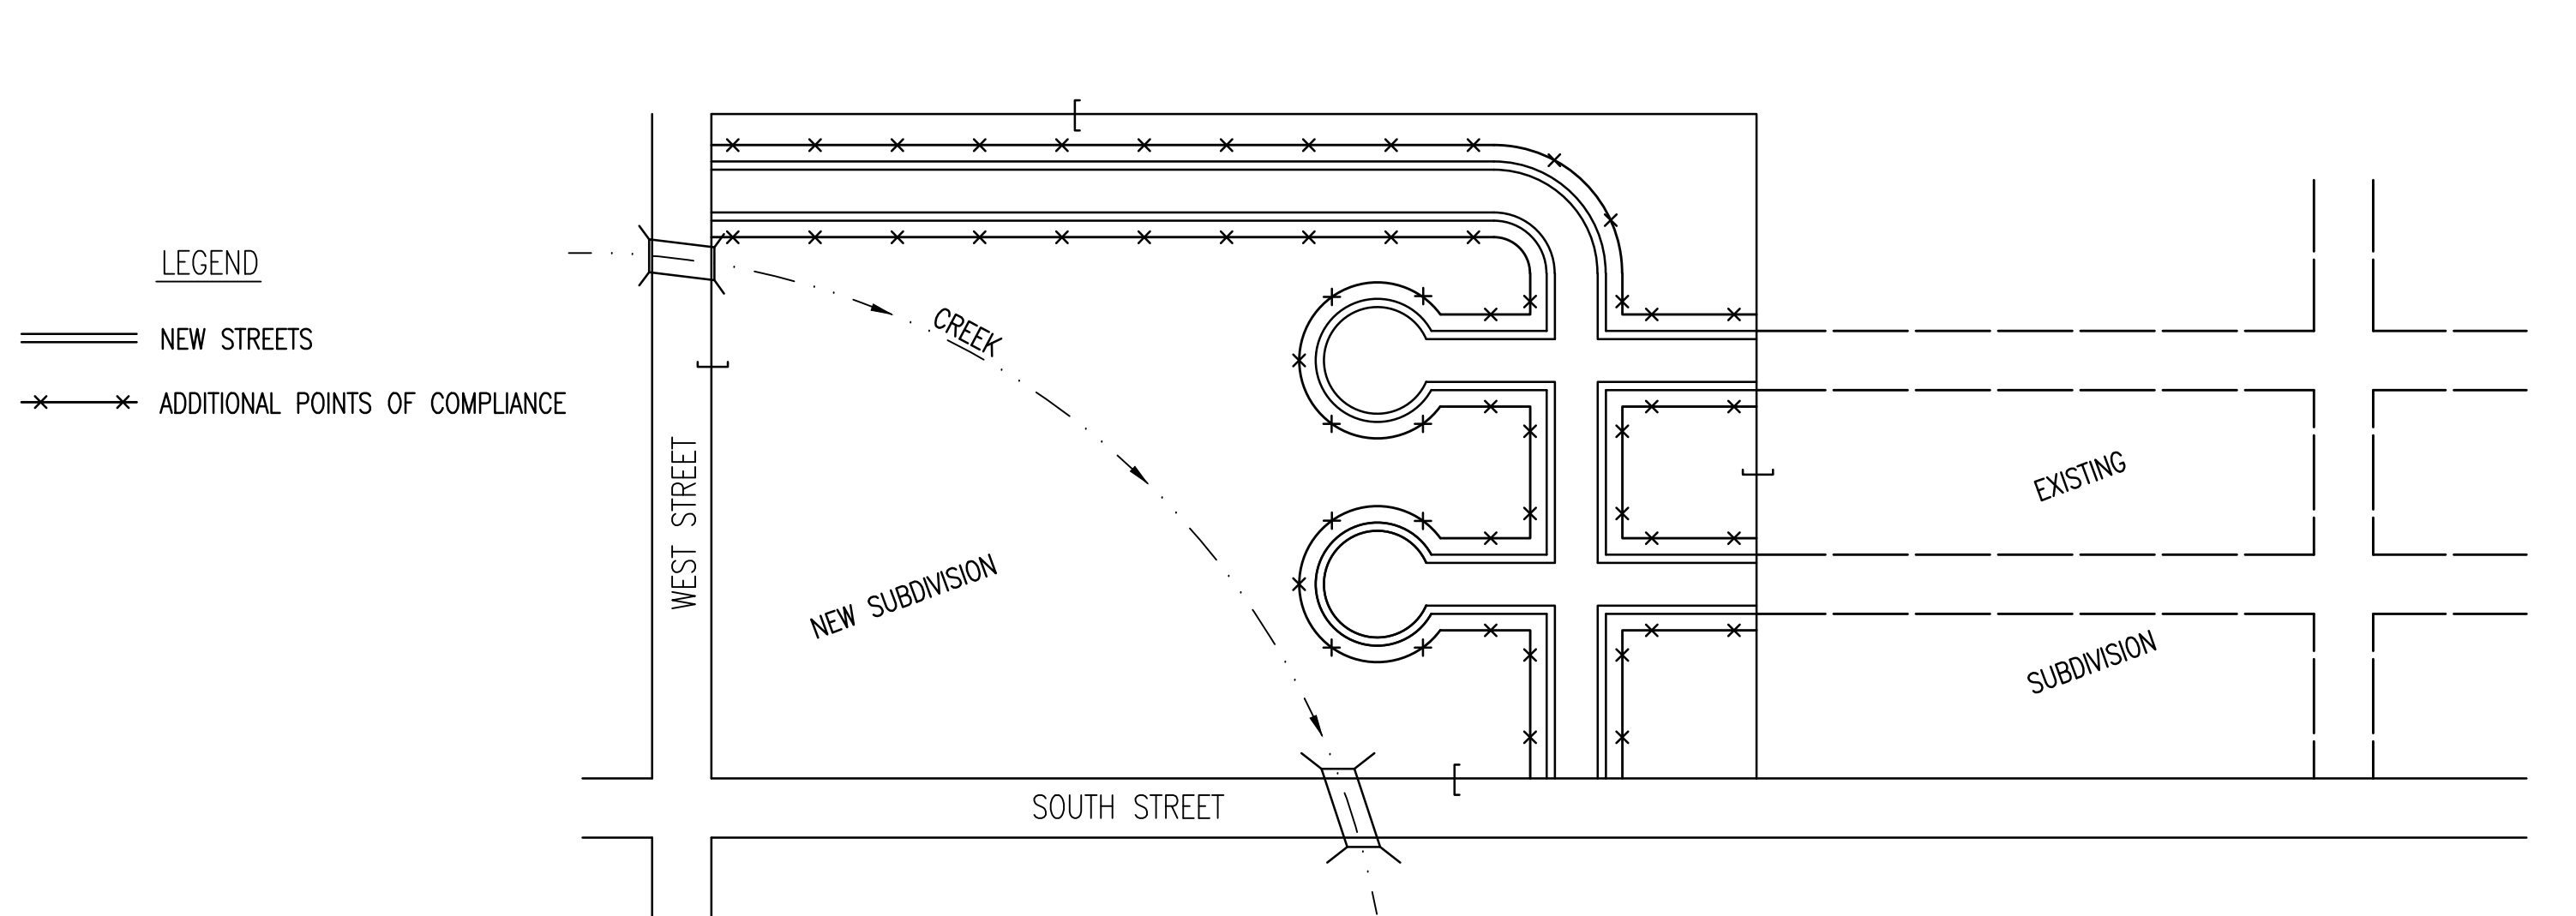 LEGEND
NEW STREETS
ADDITIONAL POINTS OF COMPLIANCE
CREEK
WEST STREET
NEW SUBDIVISION
SOUTH STREET
EXISTING
SUBDIVISION